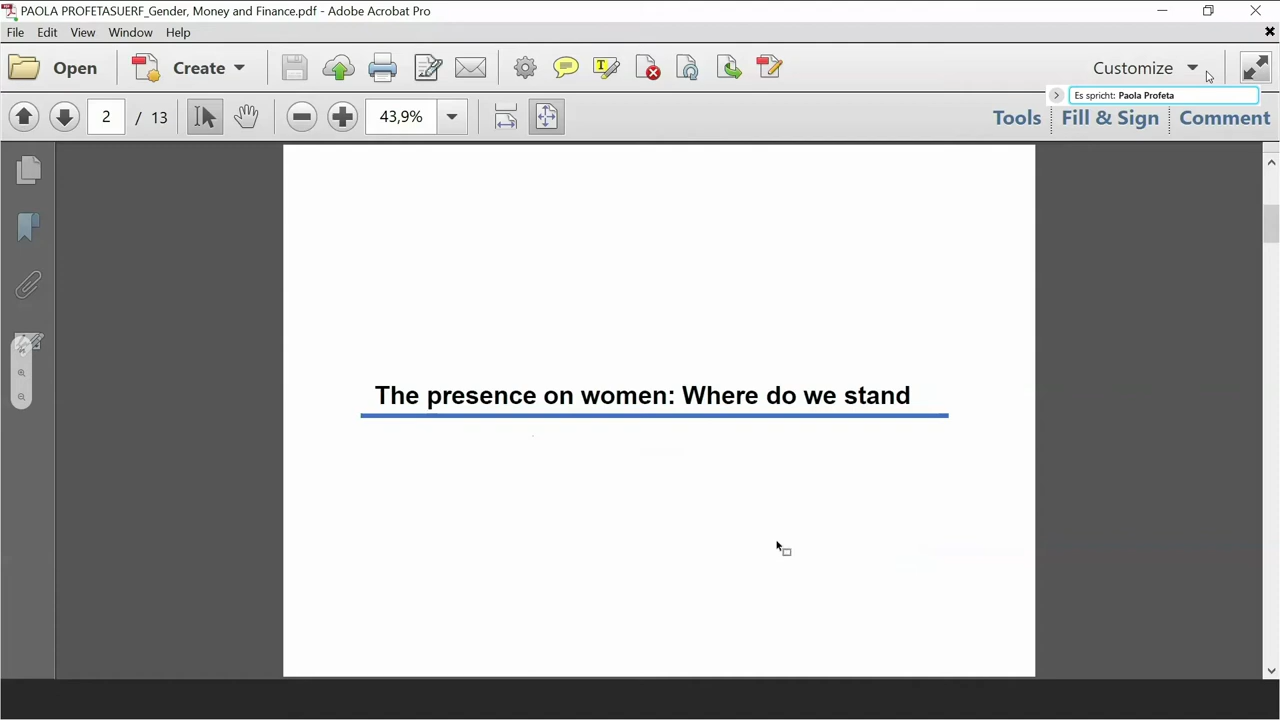 PAOLA PROFETASUERF_Gender, Money and Finance.pdf - Adobe Acrobat Pro
File Edit View Window Help
Open Create Customize
Es spricht: Paola Profeta
2 / 13 43,9% Tools Fill & Sign Comment
The presence on women: Where do we stand